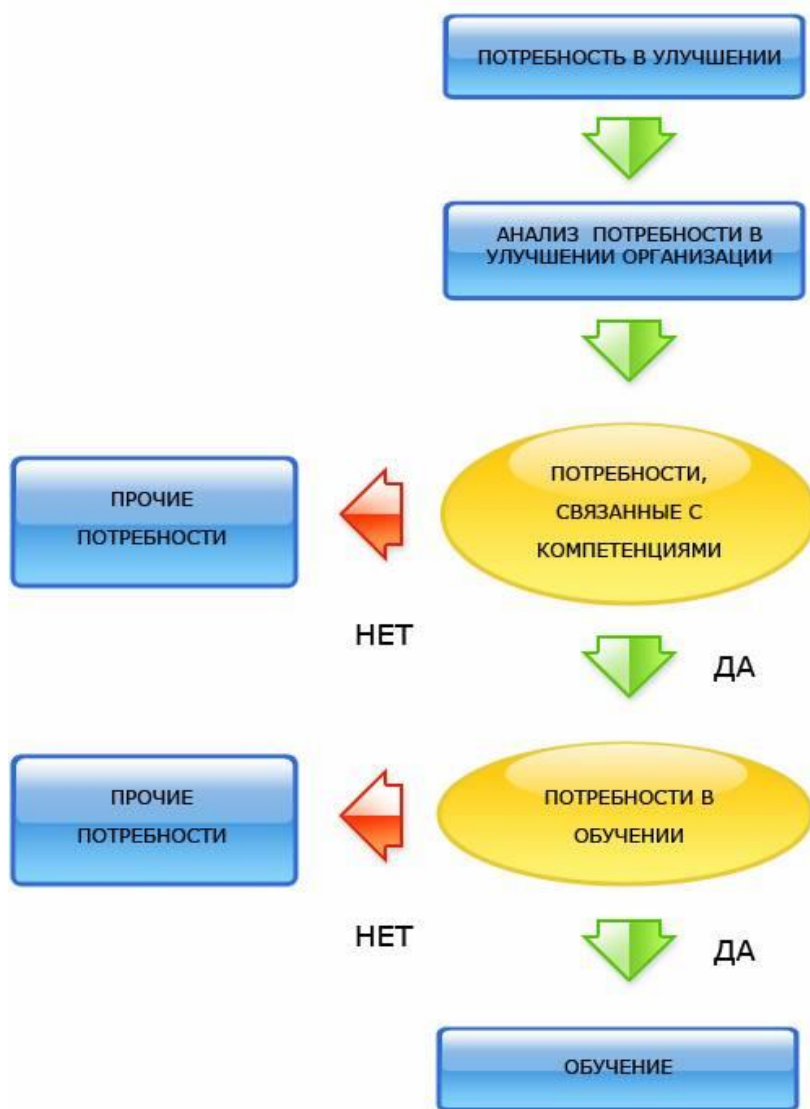 ПОТРЕБНОСТЬ В УЛУЧШЕНИИ
АНАЛИЗ ПОТРЕБНОСТИ В
УЛУЧШЕНИИ ОРГАНИЗАЦИИ
ПОТРЕБНОСТИ,
СВЯЗАННЫЕ С
КОМПЕТЕНЦИЯМИ
ПРОЧИЕ
ПОТРЕБНОСТИ
НЕТ
ДА
ПОТРЕБНОСТИ В
ОБУЧЕНИИ
ПРОЧИЕ
ПОТРЕБНОСТИ
НЕТ
ДА
ОБУЧЕНИЕ